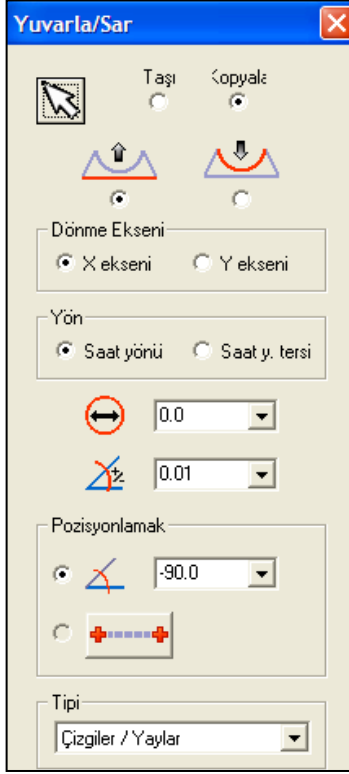 Yuvarla/Sar
Taşı Kopyala
Dönme Ekseni
X ekseni Y ekseni
Yön
Saat yönü Saat y. tersi
0.0
0.01
Pozisyonlamak
-90.0
Tipi
Çizgiler / Yaylar